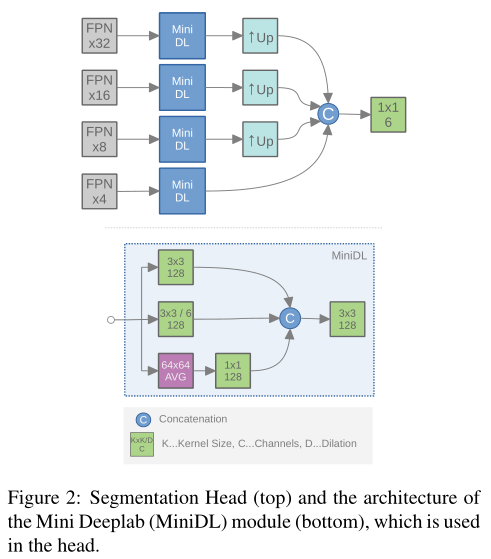 FPN
x32
Mini
DL
↑Up
FPN
x16
Mini
DL
↑Up
FPN
x8
Mini
DL
↑Up
FPN
x4
Mini
DL
C
1x1
6
MiniDL
3x3
128
3x3 / 6
128
64x64
AVG
1x1
128
C
3x3
128
C Concatenation
KxK/D
C
K...Kernel Size, C...Channels, D...Dilation
Figure 2: Segmentation Head (top) and the architecture of
the Mini Deeplab (MiniDL) module (bottom), which is used
in the head.